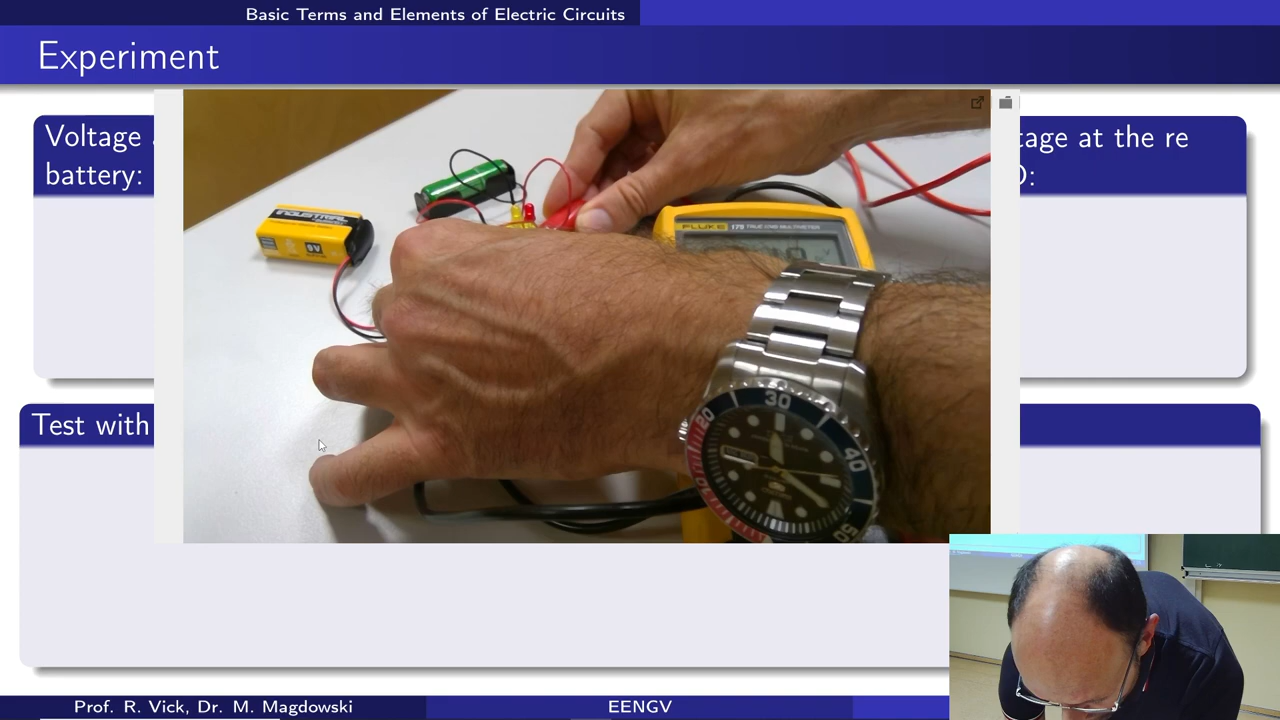 Basic Terms and Elements of Electric Circuits
Experiment
Voltage
battery:
tage at the re
Test with
INDUSTRIAL
9V
FLUKE 179 TRUE RMS MULTIMETER
20
30
40
50
Prof. R. Vick, Dr. M. Magdowski
EENGV